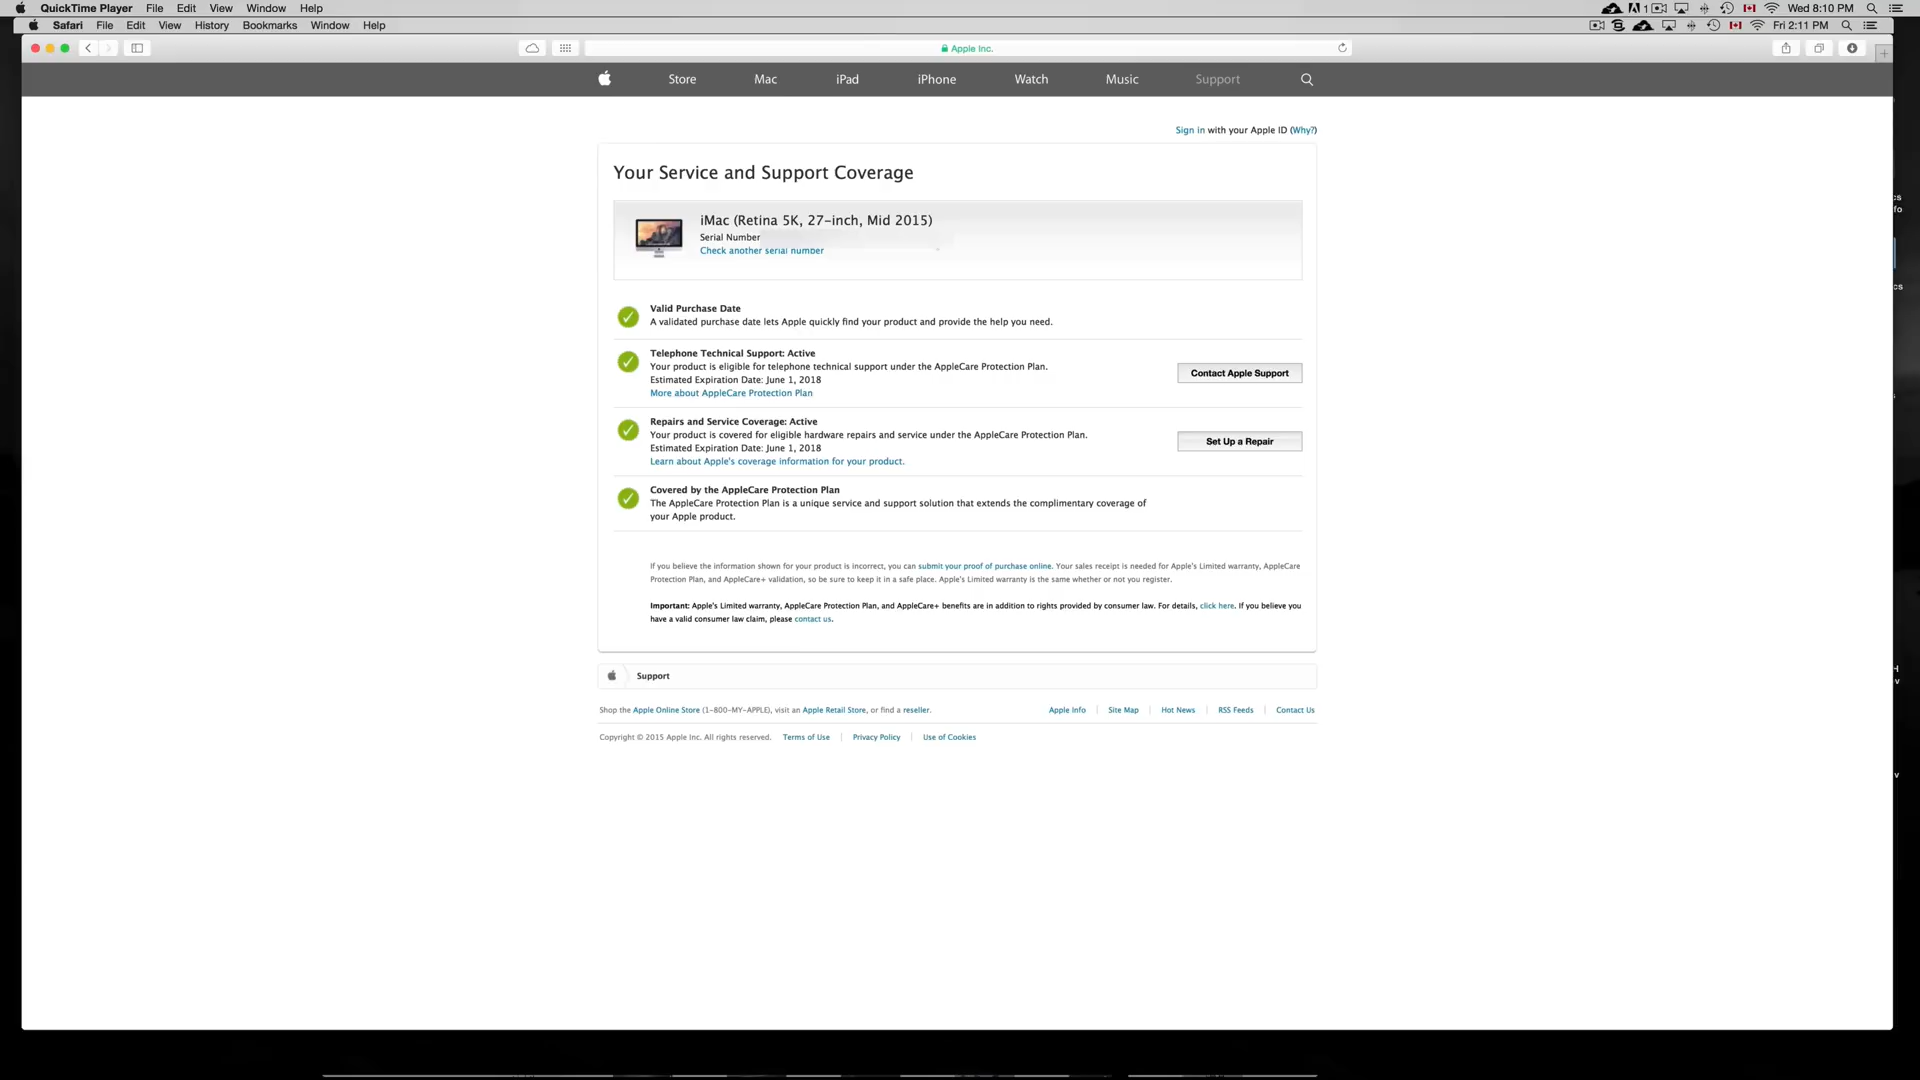 QuickTime Player File Edit View Window Help 1 Wed 8:10 PM
Safari File Edit View History Bookmarks Window Help Fri 2:11 PM
Apple Inc.
Store Mac iPad iPhone Watch Music Support
Sign in with your Apple ID (Why?)
Your Service and Support Coverage
iMac (Retina 5K, 27-inch, Mid 2015)
Serial Number
Check another serial number
Valid Purchase Date
A validated purchase date lets Apple quickly find your product and provide the help you need.
Telephone Technical Support: Active
Your product is eligible for telephone technical support under the AppleCare Protection Plan.
Estimated Expiration Date: June 1, 2018
More about AppleCare Protection Plan
Contact Apple Support
Repairs and Service Coverage: Active
Your product is covered for eligible hardware repairs and service under the AppleCare Protection Plan.
Estimated Expiration Date: June 1, 2018
Learn about Apple's coverage information for your product.
Set Up a Repair
Covered by the AppleCare Protection Plan
The AppleCare Protection Plan is a unique service and support solution that extends the complimentary coverage of
your Apple product.
If you believe the information shown for your product is incorrect, you can submit your proof of purchase online. Your sales receipt is needed for Apple's Limited warranty, AppleCare
Protection Plan, and AppleCare+ validation, so be sure to keep it in a safe place. Apple's Limited warranty is the same whether or not you register.
Important: Apple's Limited warranty, AppleCare Protection Plan, and AppleCare+ benefits are in addition to rights provided by consumer law. For details, click here. If you believe you
have a valid consumer law claim, please contact us.
Support
Shop the Apple Online Store (1-800-MY-APPLE), visit an Apple Retail Store, or find a reseller.
Apple Info Site Map Hot News RSS Feeds Contact Us
Copyright © 2015 Apple Inc. All rights reserved. Terms of Use Privacy Policy Use of Cookies